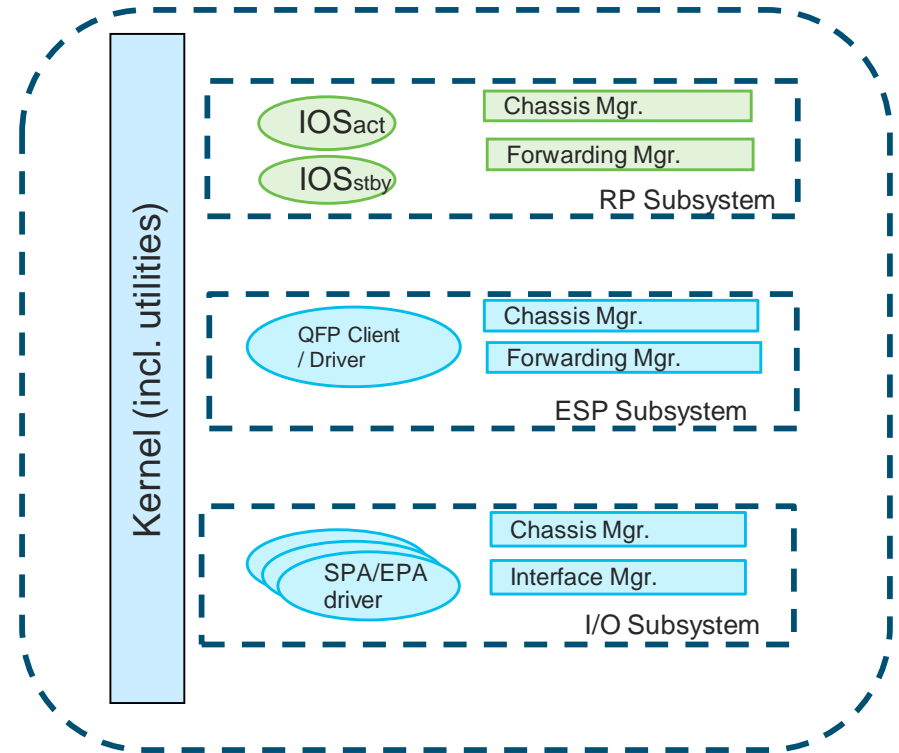 Kernel (incl. utilities)
IOSact
IOSstby
Chassis Mgr.
Forwarding Mgr.
RP Subsystem
QFP Client
/ Driver
Chassis Mgr.
Forwarding Mgr.
ESP Subsystem
SPA/EPA
driver
Chassis Mgr.
Interface Mgr.
I/O Subsystem